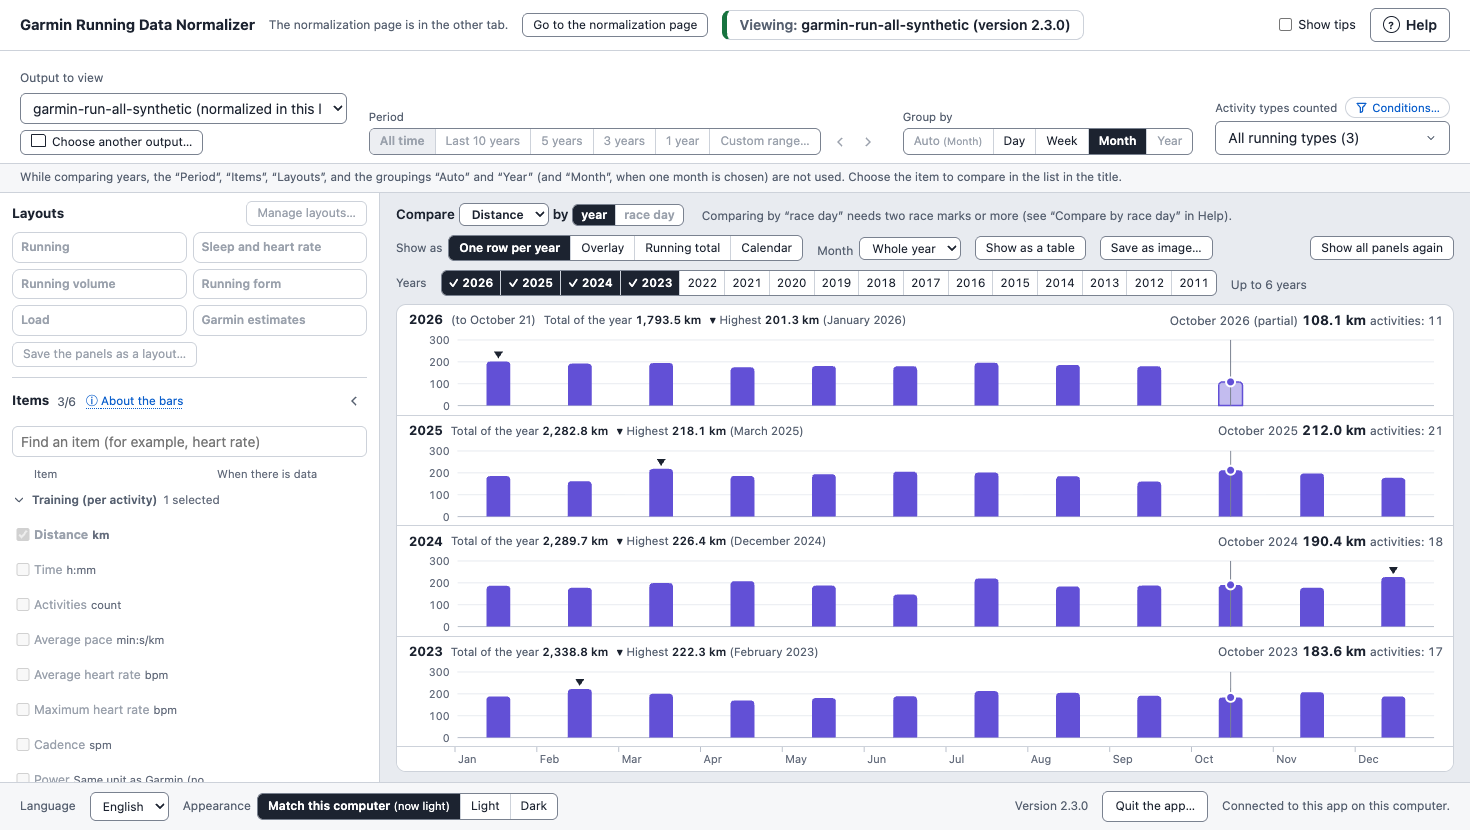 Garmin Running Data Normalizer
The normalization page is in the other tab.
Go to the normalization page
Viewing: garmin-run-all-synthetic (version 2.3.0)
Show tips
? Help
Output to view
garmin-run-all-synthetic (normalized in this l
Choose another output...
Period
All time
Last 10 years
5 years
3 years
1 year
Custom range...
Group by
Auto (Month)
Day
Week
Month
Year
Activity types counted
Conditions...
All running types (3)
While comparing years, the “Period”, “Items”, “Layouts”, and the groupings “Auto” and “Year” (and “Month”, when one month is chosen) are not used. Choose the item to compare in the list in the title.
Layouts
Manage layouts...
Running
Sleep and heart rate
Running volume
Running form
Load
Garmin estimates
Save the panels as a layout...
Items 3/6 About the bars
Find an item (for example, heart rate)
Item
When there is data
Training (per activity) 1 selected
Distance km
Time h:mm
Activities count
Average pace min:s/km
Average heart rate bpm
Maximum heart rate bpm
Cadence spm
Power Same unit as Garmin (no
Compare Distance by year race day
Comparing by “race day” needs two race marks or more (see “Compare by race day” in Help).
Show as
One row per year
Overlay
Running total
Calendar
Month
Whole year
Show as a table
Save as image...
Show all panels again
Years
✓ 2026 ✓ 2025 ✓ 2024 ✓ 2023 2022 2021 2020 2019 2018 2017 2016 2015 2014 2013 2012 2011
Up to 6 years
2026 (to October 21) Total of the year 1,793.5 km ▼ Highest 201.3 km (January 2026)
October 2026 (partial) 108.1 km activities: 11
300
200
100
0
2025 Total of the year 2,282.8 km ▼ Highest 218.1 km (March 2025)
October 2025 212.0 km activities: 21
300
200
100
0
2024 Total of the year 2,289.7 km ▼ Highest 226.4 km (December 2024)
October 2024 190.4 km activities: 18
300
200
100
0
2023 Total of the year 2,338.8 km ▼ Highest 222.3 km (February 2023)
October 2023 183.6 km activities: 17
300
200
100
0
Jan Feb Mar Apr May Jun Jul Aug Sep Oct Nov Dec
Language
English
Appearance
Match this computer (now light)
Light
Dark
Version 2.3.0
Quit the app...
Connected to this app on this computer.